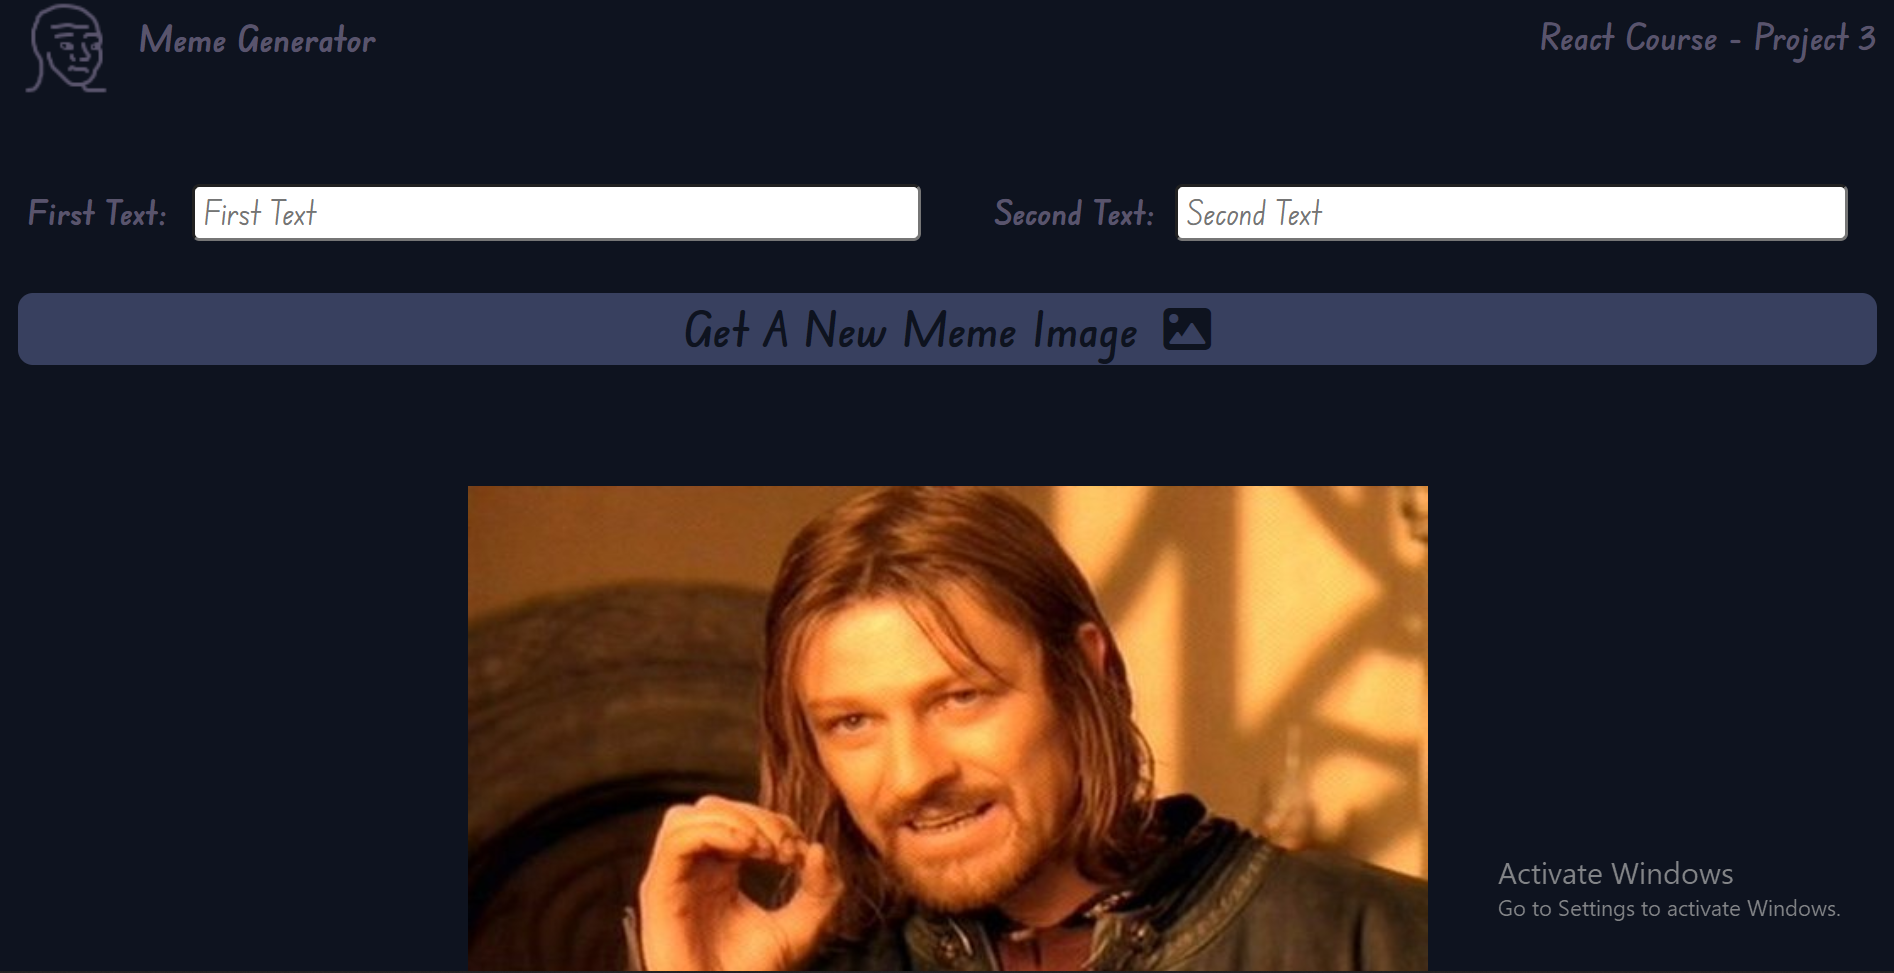 Meme Generator
React Course - Project 3
First Text:
First Text
Second Text:
Second Text
Get A New Meme Image
Activate Windows
Go to Settings to activate Windows.